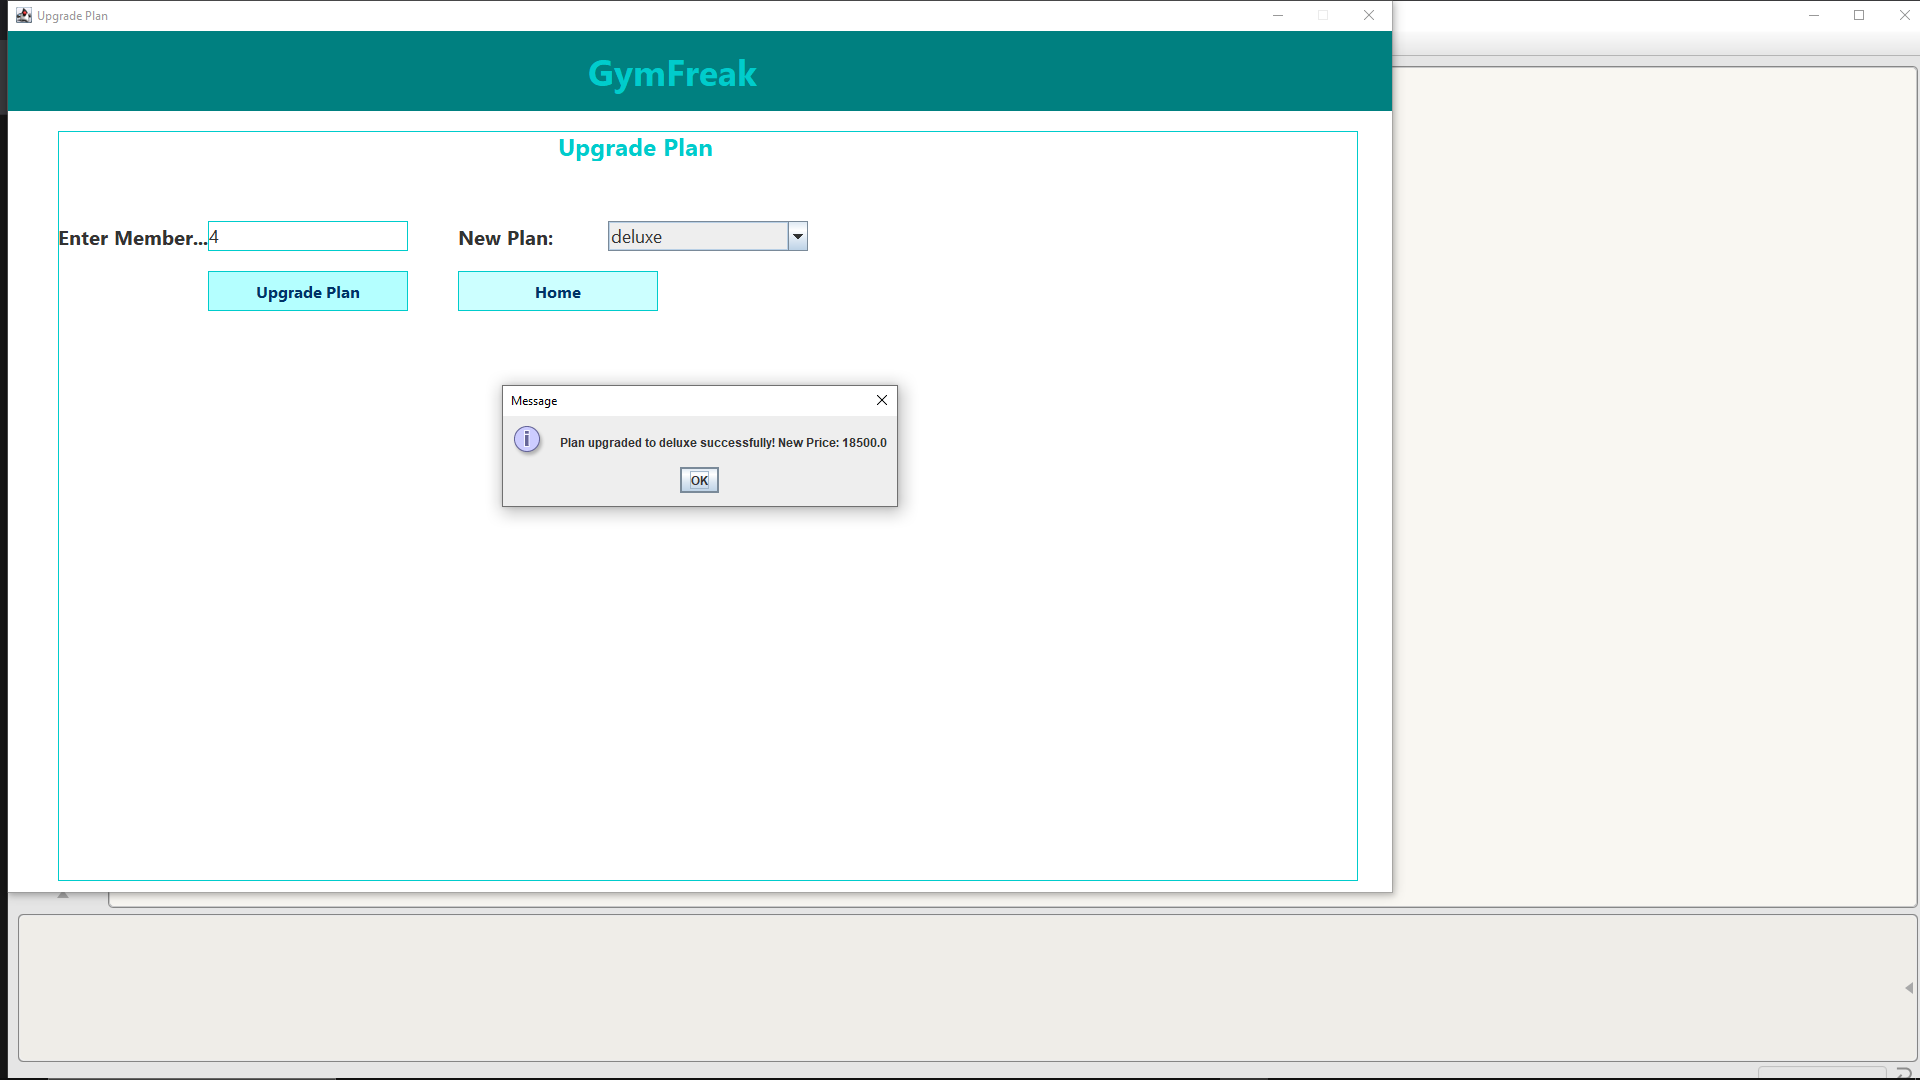 Upgrade Plan
GymFreak
Upgrade Plan
Enter Member... 4 New Plan: deluxe
Upgrade Plan Home
Message
Plan upgraded to deluxe successfully! New Price: 18500.0
OK